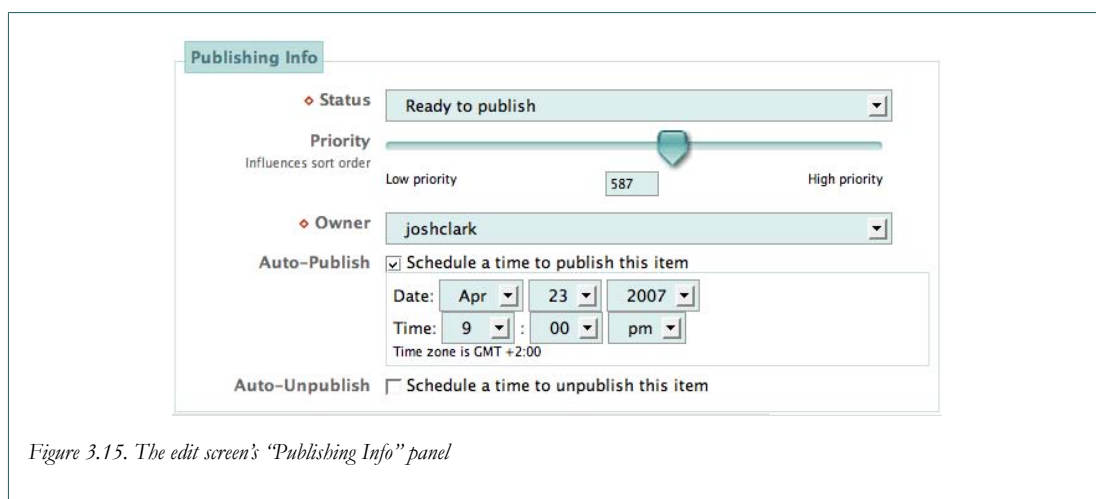 Publishing Info
Status
Ready to publish
Priority
Influences sort order
Low priority
587
High priority
Owner
joshclark
Auto-Publish
Schedule a time to publish this item
Date: Apr 23 2007
Time: 9 : 00 pm
Time zone is GMT +2:00
Auto-Unpublish
Schedule a time to unpublish this item
Figure 3.15. The edit screen's “Publishing Info” panel